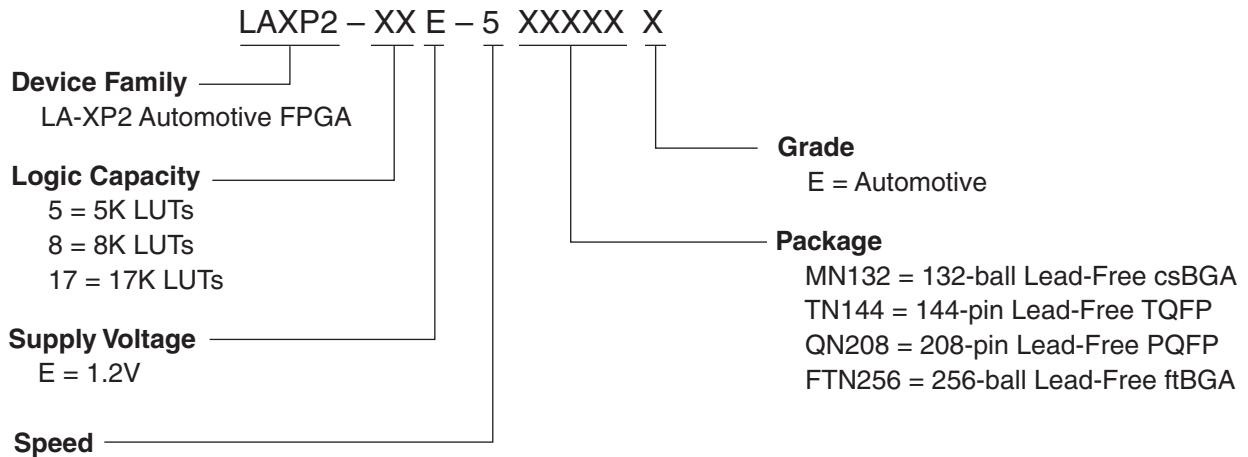 LAXP2 – XX E – 5 XXXXX X
Device Family
LA-XP2 Automotive FPGA
Logic Capacity
5 = 5K LUTs
8 = 8K LUTs
17 = 17K LUTs
Supply Voltage
E = 1.2V
Speed
Grade
E = Automotive
Package
MN132 = 132-ball Lead-Free csBGA
TN144 = 144-pin Lead-Free TQFP
QN208 = 208-pin Lead-Free PQFP
FTN256 = 256-ball Lead-Free ftBGA